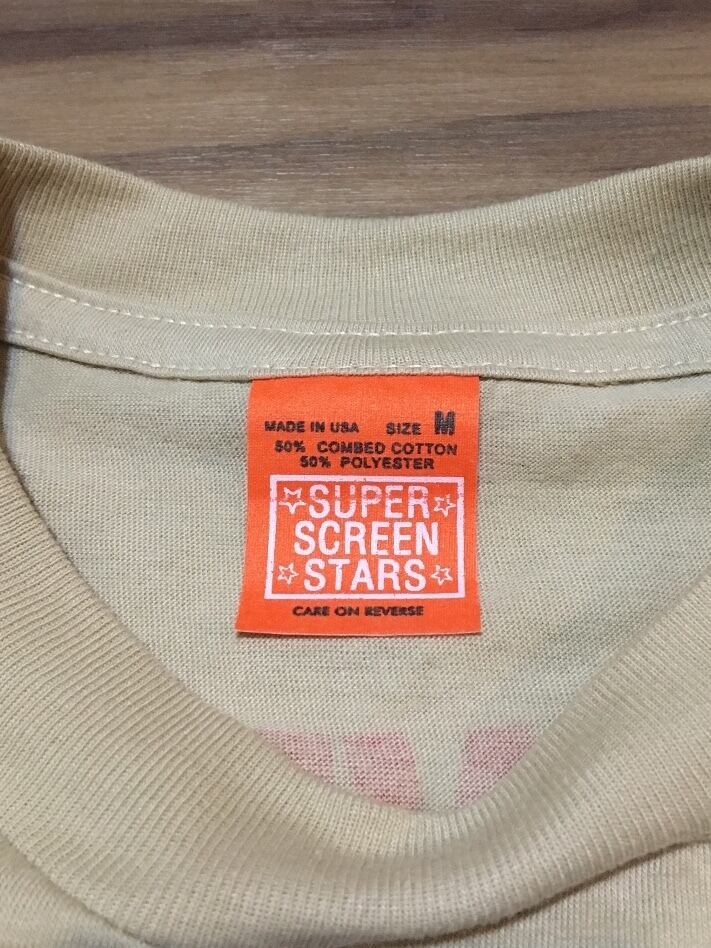 MADE IN USA SIZE M
50% COMBED COTTON
50% POLYESTER
SUPER
SCREEN
STARS
CARE ON REVERSE